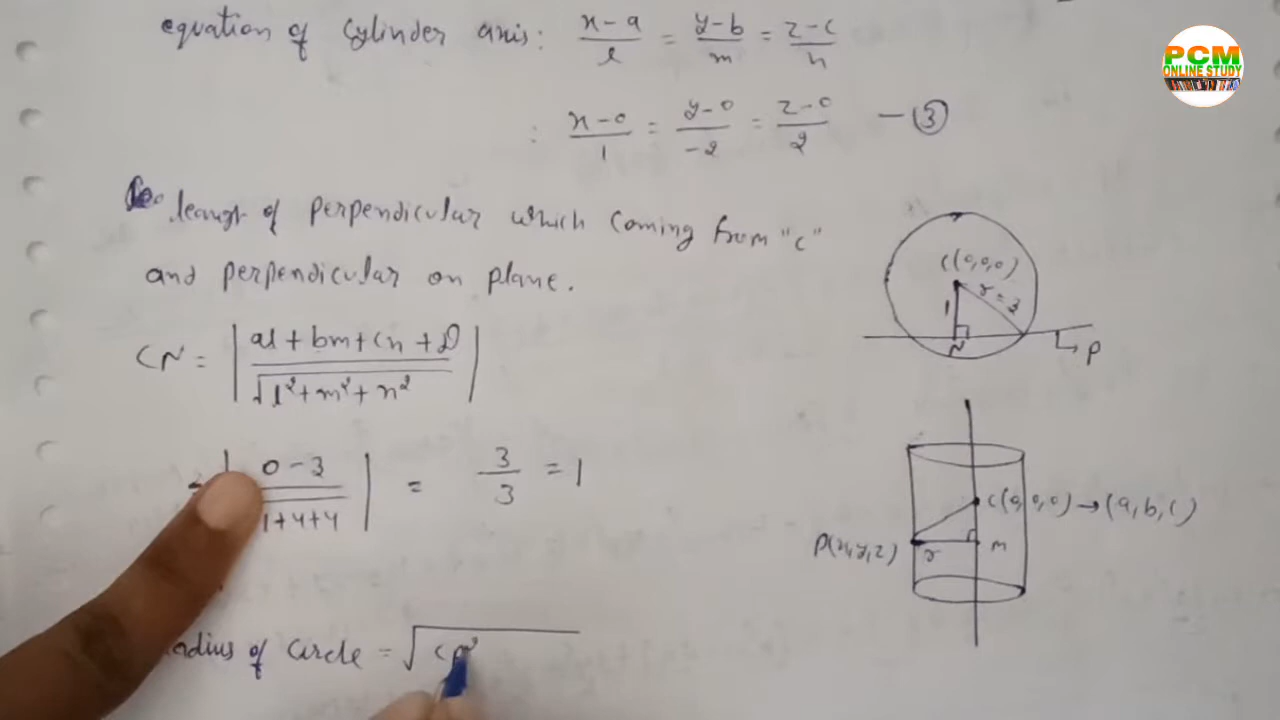 equation of cylinder axis: x-a/l = y-b/m = z-c/n
: x-0/1 = y-0/-2 = z-0/2 — ③
PCM
ONLINE STUDY
length of perpendicular which coming from "c"
and perpendicular on plane.
CN = | al + bm + cn + D / √l²+m²+n² |
| 0-3 / 1+4+4 | = 3/3 = 1
adius of circle = √cp²
C(0,0,0)
r=3
1
N
P
C(0,0,0)→(a,b,c)
P(x,y,z)
r
m